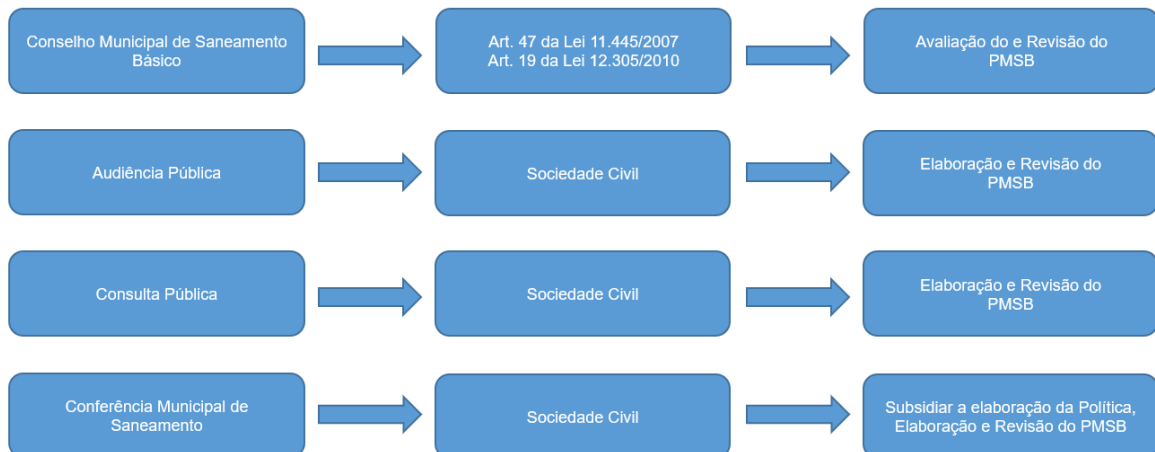 Conselho Municipal de Saneamento
Básico
Art. 47 da Lei 11.445/2007
Art. 19 da Lei 12.305/2010
Avaliação do e Revisão do
PMSB
Audiência Pública
Sociedade Civil
Elaboração e Revisão do
PMSB
Consulta Pública
Sociedade Civil
Elaboração e Revisão do
PMSB
Conferência Municipal de
Saneamento
Sociedade Civil
Subsidiar a elaboração da Política,
Elaboração e Revisão do PMSB